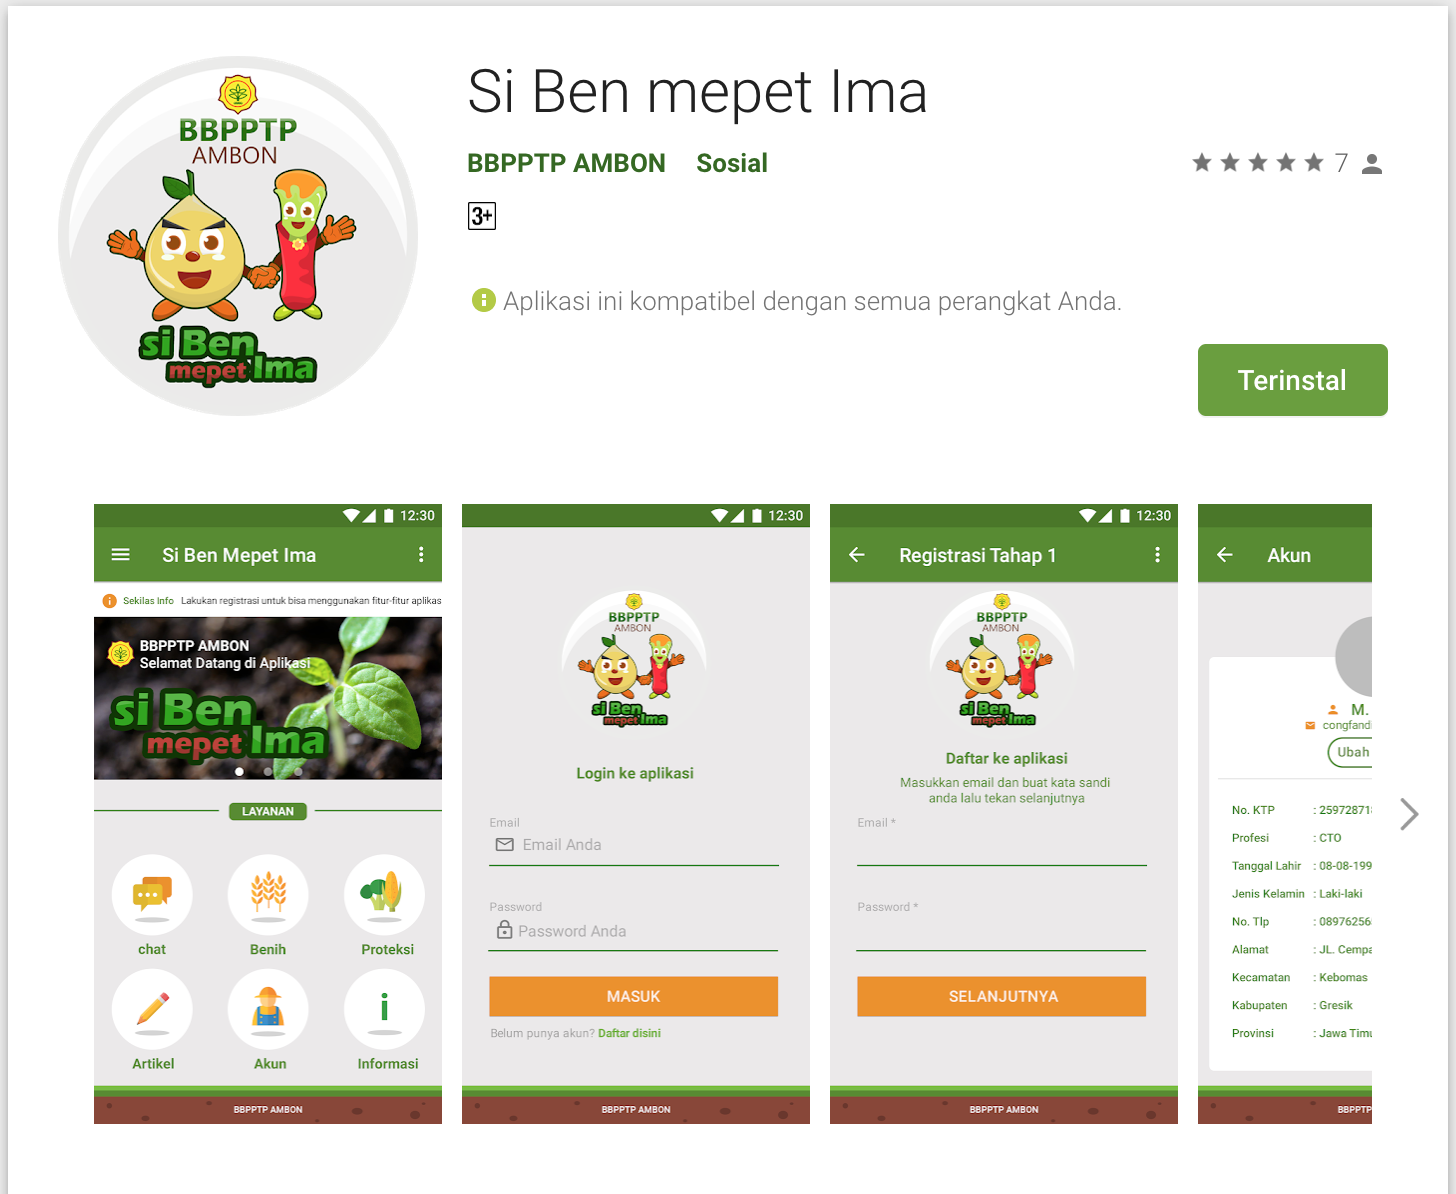 BBPPTP
AMBON
si Ben
mepet Ima
Si Ben mepet Ima
BBPPTP AMBON Sosial
7
3+
Aplikasi ini kompatibel dengan semua perangkat Anda.
Terinstal
12:30
Si Ben Mepet Ima
Sekilas Info Lakukan registrasi untuk bisa menggunakan fitur-fitur aplikas
BBPPTP AMBON
Selamat Datang di Aplikasi
si Ben
mepet Ima
LAYANAN
chat Benih Proteksi
Artikel Akun Informasi
BBPPTP AMBON
12:30
BBPPTP
AMBON
si Ben
mepet Ima
Login ke aplikasi
Email
Email Anda
Password
Password Anda
MASUK
Belum punya akun? Daftar disini
BBPPTP AMBON
12:30
Registrasi Tahap 1
BBPPTP
AMBON
si Ben
mepet Ima
Daftar ke aplikasi
Masukkan email dan buat kata sandi
anda lalu tekan selanjutnya
Email *
Password *
SELANJUTNYA
BBPPTP AMBON
Akun
M.
congfandi
Ubah
No. KTP : 25972871
Profesi : CTO
Tanggal Lahir : 08-08-199
Jenis Kelamin : Laki-laki
No. Tlp : 08976256
Alamat : JL. Cempa
Kecamatan : Kebomas
Kabupaten : Gresik
Provinsi : Jawa Timu
BBPPTP